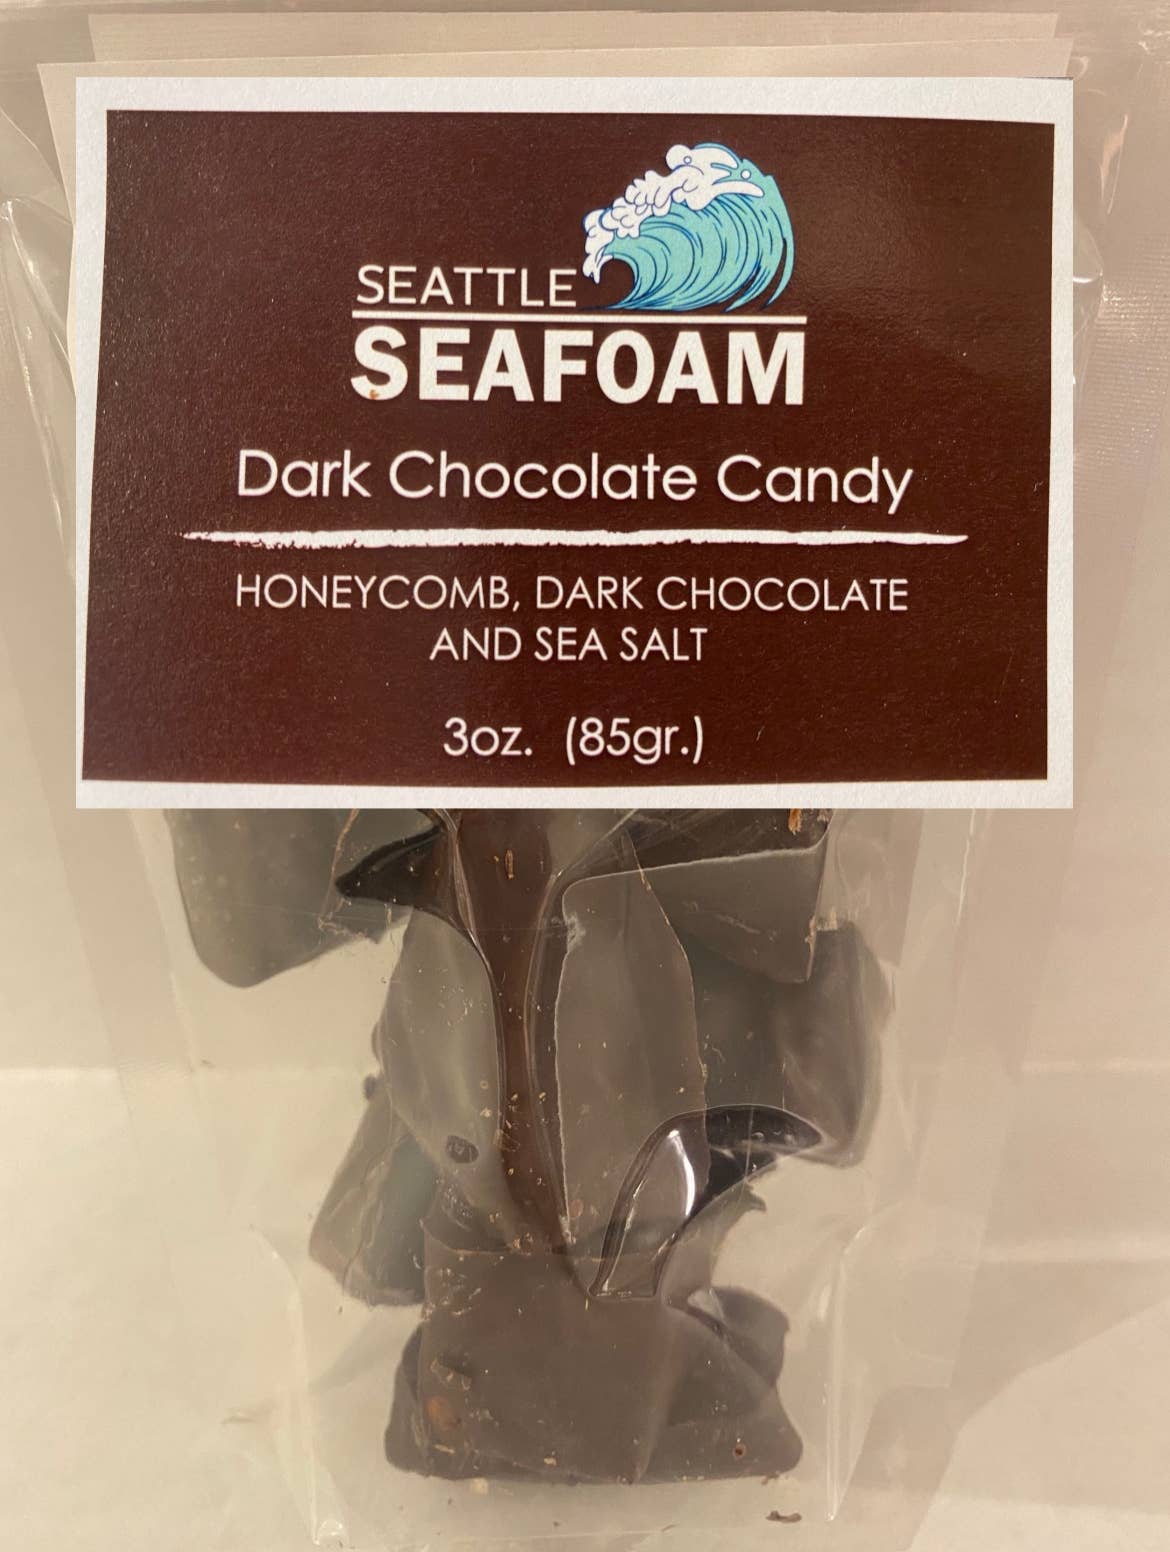 SEATTLE
SEAFOAM
Dark Chocolate Candy
HONEYCOMB, DARK CHOCOLATE
AND SEA SALT
3oz. (85gr.)